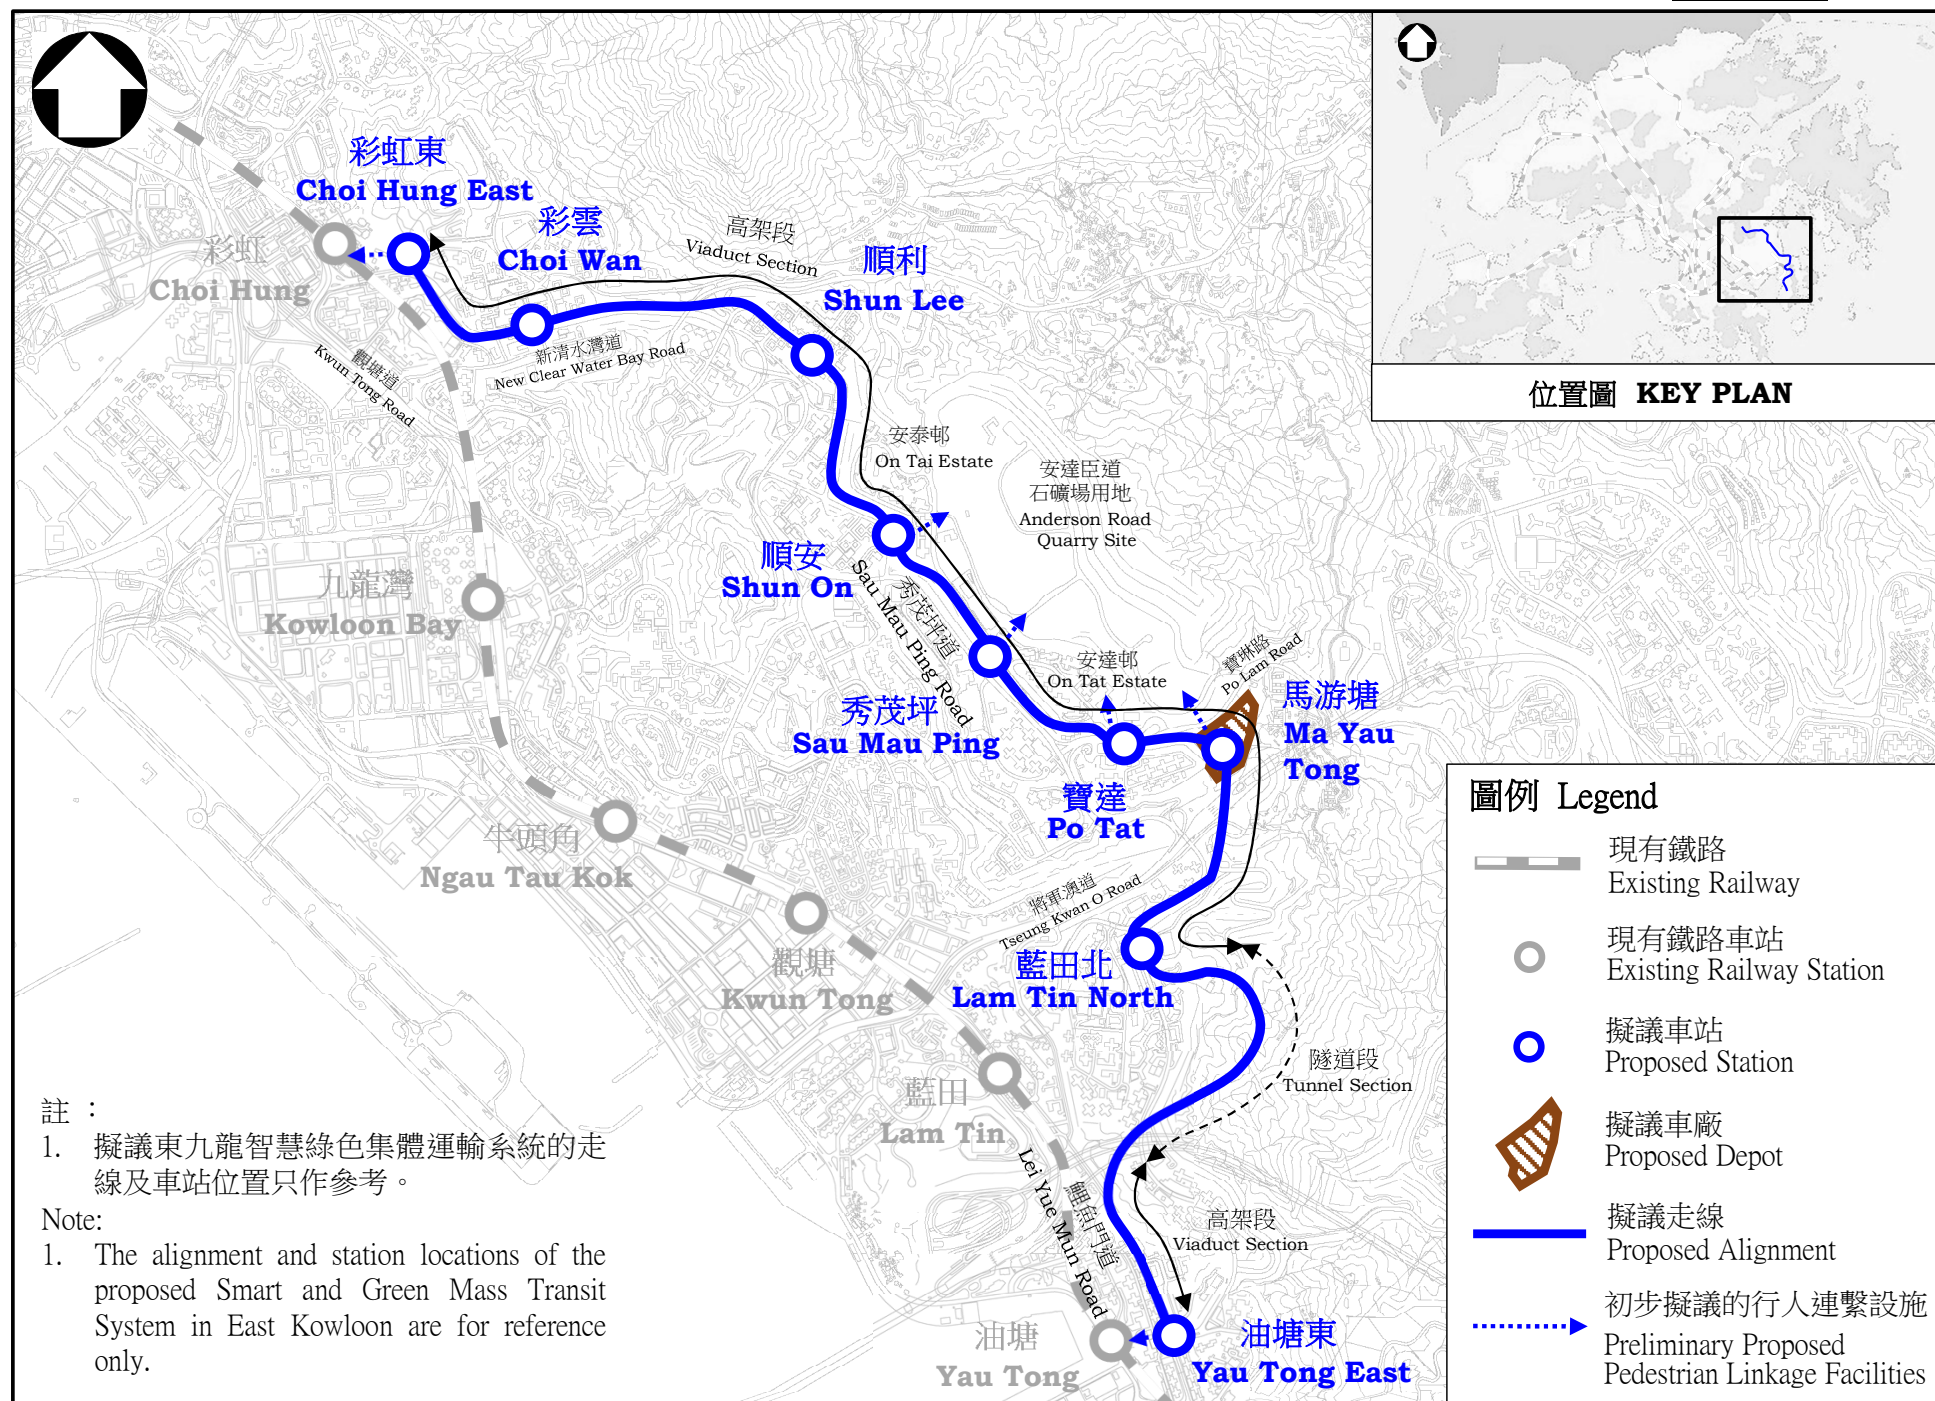 彩虹東
Choi Hung East
彩虹
Choi Hung
彩雲
Choi Wan
高架段
Viaduct Section
順利
Shun Lee
新清水灣道
New Clear Water Bay Road
觀塘道
Kwun Tong Road
安泰邨
On Tai Estate
安達臣道
石礦場用地
Anderson Road
Quarry Site
順安
Shun On
九龍灣
Kowloon Bay
秀茂坪道
Sau Mau Ping Road
秀茂坪
Sau Mau Ping
安達邨
On Tat Estate
寶琳路
Po Lam Road
馬游塘
Ma Yau
Tong
寶達
Po Tat
牛頭角
Ngau Tau Kok
將軍澳道
Tseung Kwan O Road
觀塘
Kwun Tong
藍田北
Lam Tin North
藍田
Lam Tin
隧道段
Tunnel Section
鯉魚門道
Lei Yue Mun Road
高架段
Viaduct Section
油塘
Yau Tong
油塘東
Yau Tong East
位置圖 KEY PLAN
圖例 Legend
現有鐵路
Existing Railway
現有鐵路車站
Existing Railway Station
擬議車站
Proposed Station
擬議車廠
Proposed Depot
擬議走線
Proposed Alignment
初步擬議的行人連繫設施
Preliminary Proposed
Pedestrian Linkage Facilities
註 :
1. 擬議東九龍智慧綠色集體運輸系統的走
線及車站位置只作參考。
Note:
1. The alignment and station locations of the
proposed Smart and Green Mass Transit
System in East Kowloon are for reference
only.